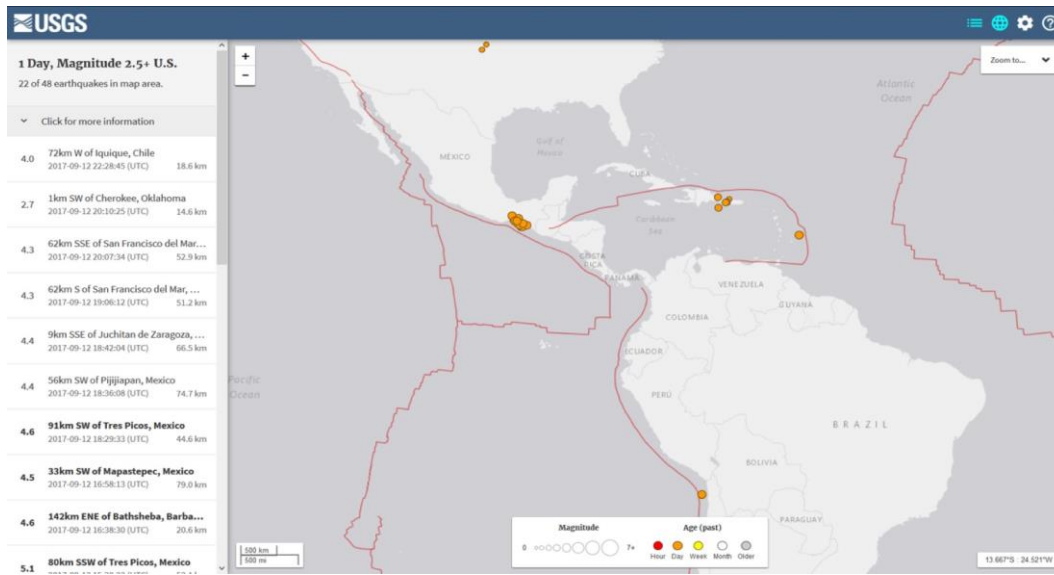 USGS
1 Day, Magnitude 2.5+ U.S.
22 of 48 earthquakes in map area.
Click for more information
4.0 72km W of Iquique, Chile
2017-09-12 22:28:45 (UTC) 18.6 km
2.7 1km SW of Cherokee, Oklahoma
2017-09-12 20:10:25 (UTC) 14.6 km
4.3 62km SSE of San Francisco del Mar...
2017-09-12 20:07:34 (UTC) 52.9 km
4.3 62km S of San Francisco del Mar, ...
2017-09-12 19:06:12 (UTC) 51.2 km
4.4 9km SSE of Juchitan de Zaragoza, ...
2017-09-12 18:42:04 (UTC) 66.5 km
4.4 56km SW of Pijijiapan, Mexico
2017-09-12 18:36:08 (UTC) 74.7 km
4.6 91km SW of Tres Picos, Mexico
2017-09-12 18:29:33 (UTC) 44.6 km
4.5 33km SW of Mapastepec, Mexico
2017-09-12 16:58:13 (UTC) 79.0 km
4.6 142km ENE of Bathsheba, Barba...
2017-09-12 16:38:30 (UTC) 20.6 km
5.1 80km SSW of Tres Picos, Mexico
+
−
Zoom to...
Atlantic
Ocean
Gulf of
Mexico
MÉXICO
CUBA
Caribbean
Sea
COSTA
RICA
PANAMÁ
VENEZUELA
GUYANA
COLOMBIA
ECUADOR
Pacific
Ocean
PERÚ
BRAZIL
BOLIVIA
PARAGUAY
500 km
500 mi
Magnitude
0 7+
Age (past)
Hour Day Week Month Older
13.667°S : 24.521°W